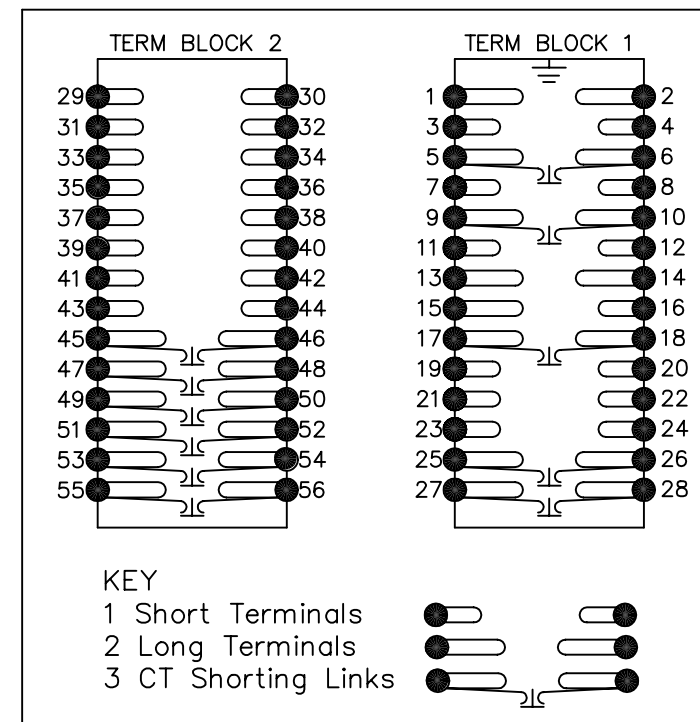 TERM BLOCK 2 TERM BLOCK 1
29 30 1 2
31 32 3 4
33 34 5 6
35 36 7 8
37 38 9 10
39 40 11 12
41 42 13 14
43 44 15 16
45 46 17 18
47 48 19 20
49 50 21 22
51 52 23 24
53 54 25 26
55 56 27 28
KEY
1 Short Terminals
2 Long Terminals
3 CT Shorting Links